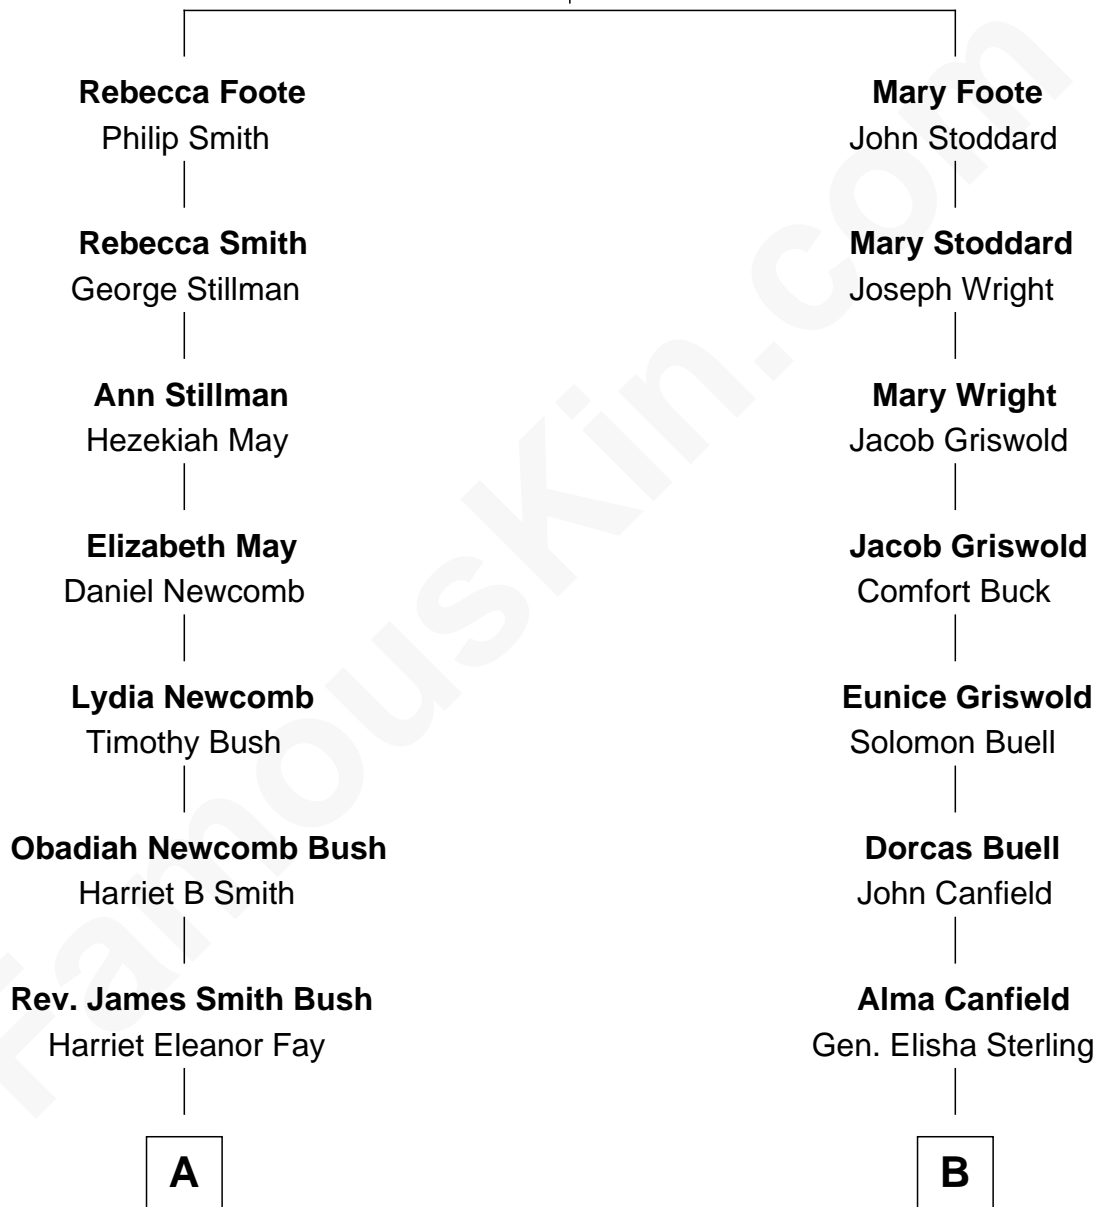 Rebecca Foote
Philip Smith
Mary Foote
John Stoddard
Rebecca Smith
George Stillman
Mary Stoddard
Joseph Wright
Ann Stillman
Hezekiah May
Mary Wright
Jacob Griswold
Elizabeth May
Daniel Newcomb
Jacob Griswold
Comfort Buck
Lydia Newcomb
Timothy Bush
Eunice Griswold
Solomon Buell
Obadiah Newcomb Bush
Harriet B Smith
Dorcas Buell
John Canfield
Rev. James Smith Bush
Harriet Eleanor Fay
Alma Canfield
Gen. Elisha Sterling
A
B
FamousKin.com